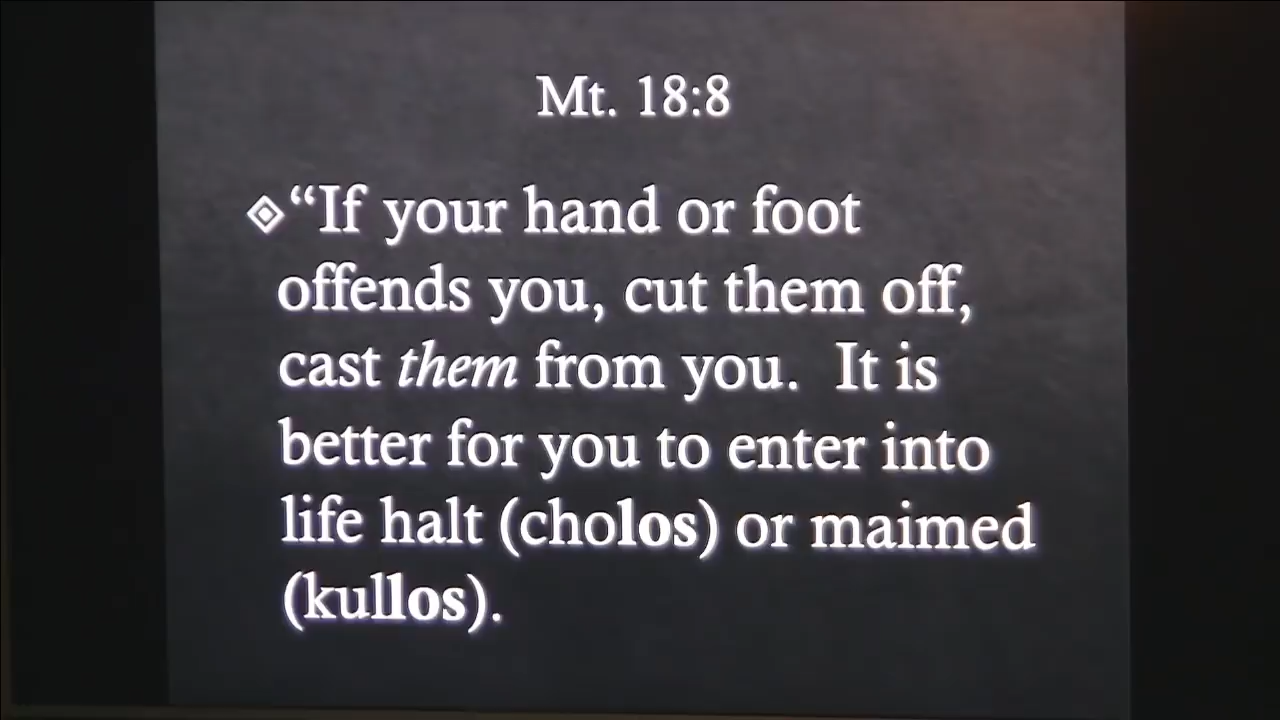 Mt. 18:8
“If your hand or foot
offends you, cut them off,
cast them from you.  It is
better for you to enter into
life halt (cholos) or maimed
(kullos).